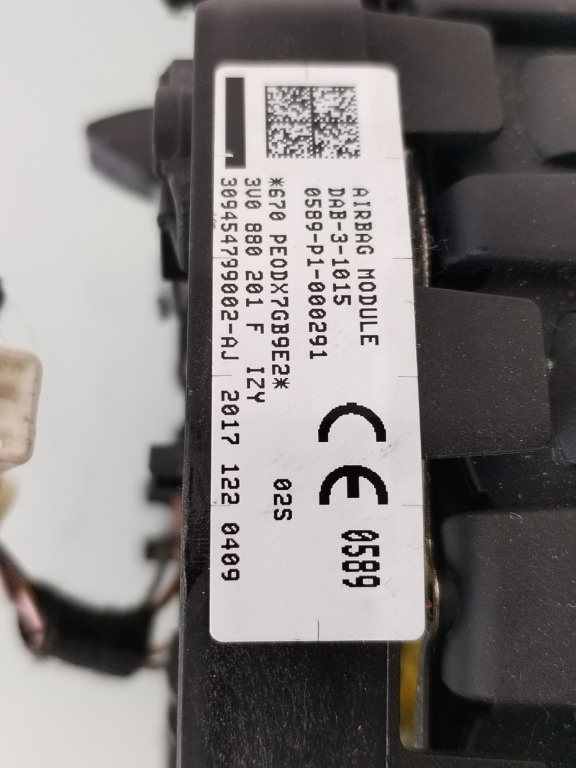 AIRBAG MODULE
DAB-3-1015
0589-P1-000291
CE 0589
*670 PEODX7GB9E2*
02S
3V0 880 201 F IZY
309454799002-AJ 2017 122 0409